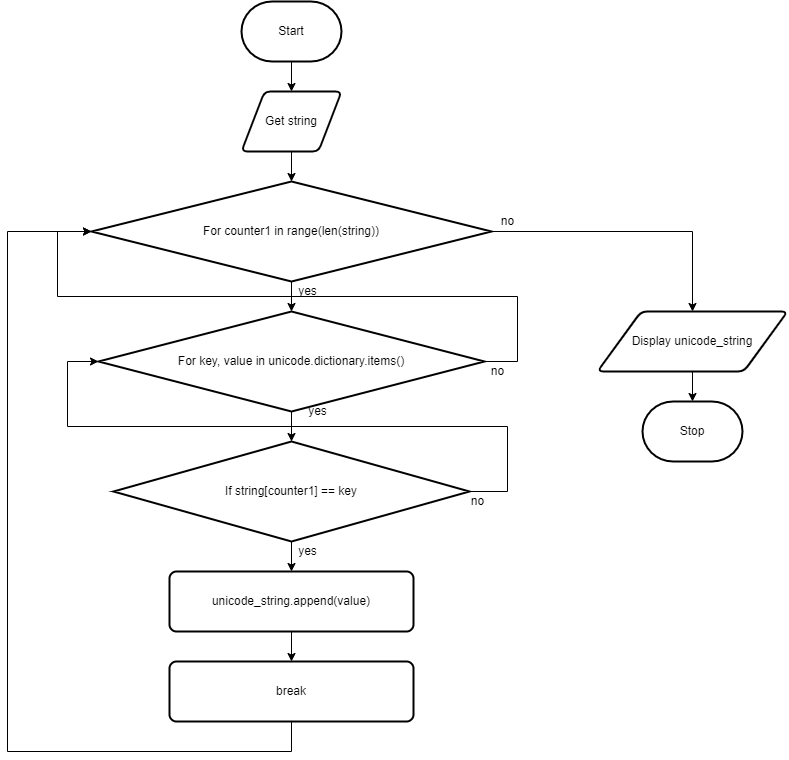 Start
Get string
For counter1 in range(len(string))
no
yes
For key, value in unicode.dictionary.items()
no
yes
If string[counter1] == key
no
yes
unicode_string.append(value)
break
Display unicode_string
Stop